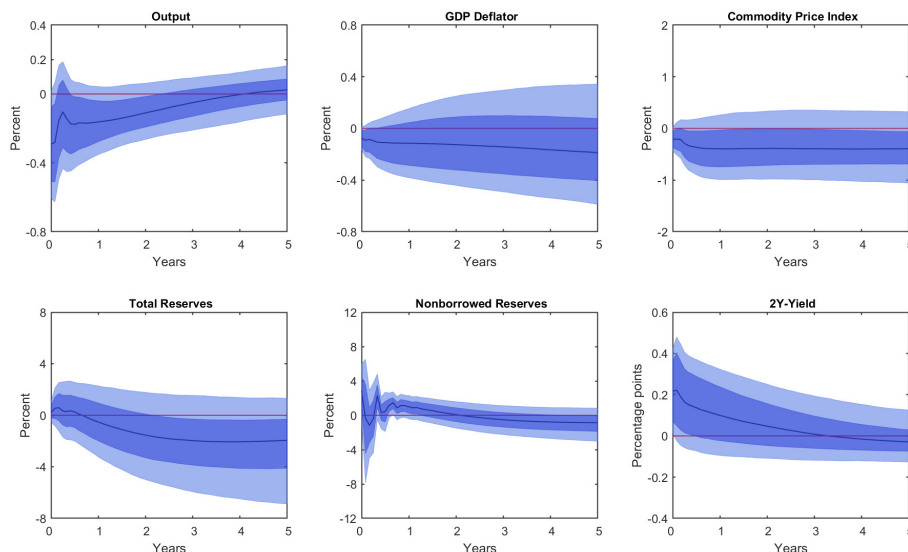 Output
GDP Deflator
Commodity Price Index
0.4
0.2
0
-0.4
-0.8
Percent
0 1 2 3 4 5
Years
0.8
0.4
0
-0.4
-0.8
Percent
0 1 2 3 4 5
Years
2
1
0
-1
-2
Percent
0 1 2 3 4 5
Years
Total Reserves
Nonborrowed Reserves
2Y-Yield
8
4
0
-4
-8
Percent
0 1 2 3 4 5
Years
12
8
4
0
-4
-8
-12
Percent
0 1 2 3 4 5
Years
0.6
0.4
0.2
0
-0.2
-0.4
Percentage points
0 1 2 3 4 5
Years